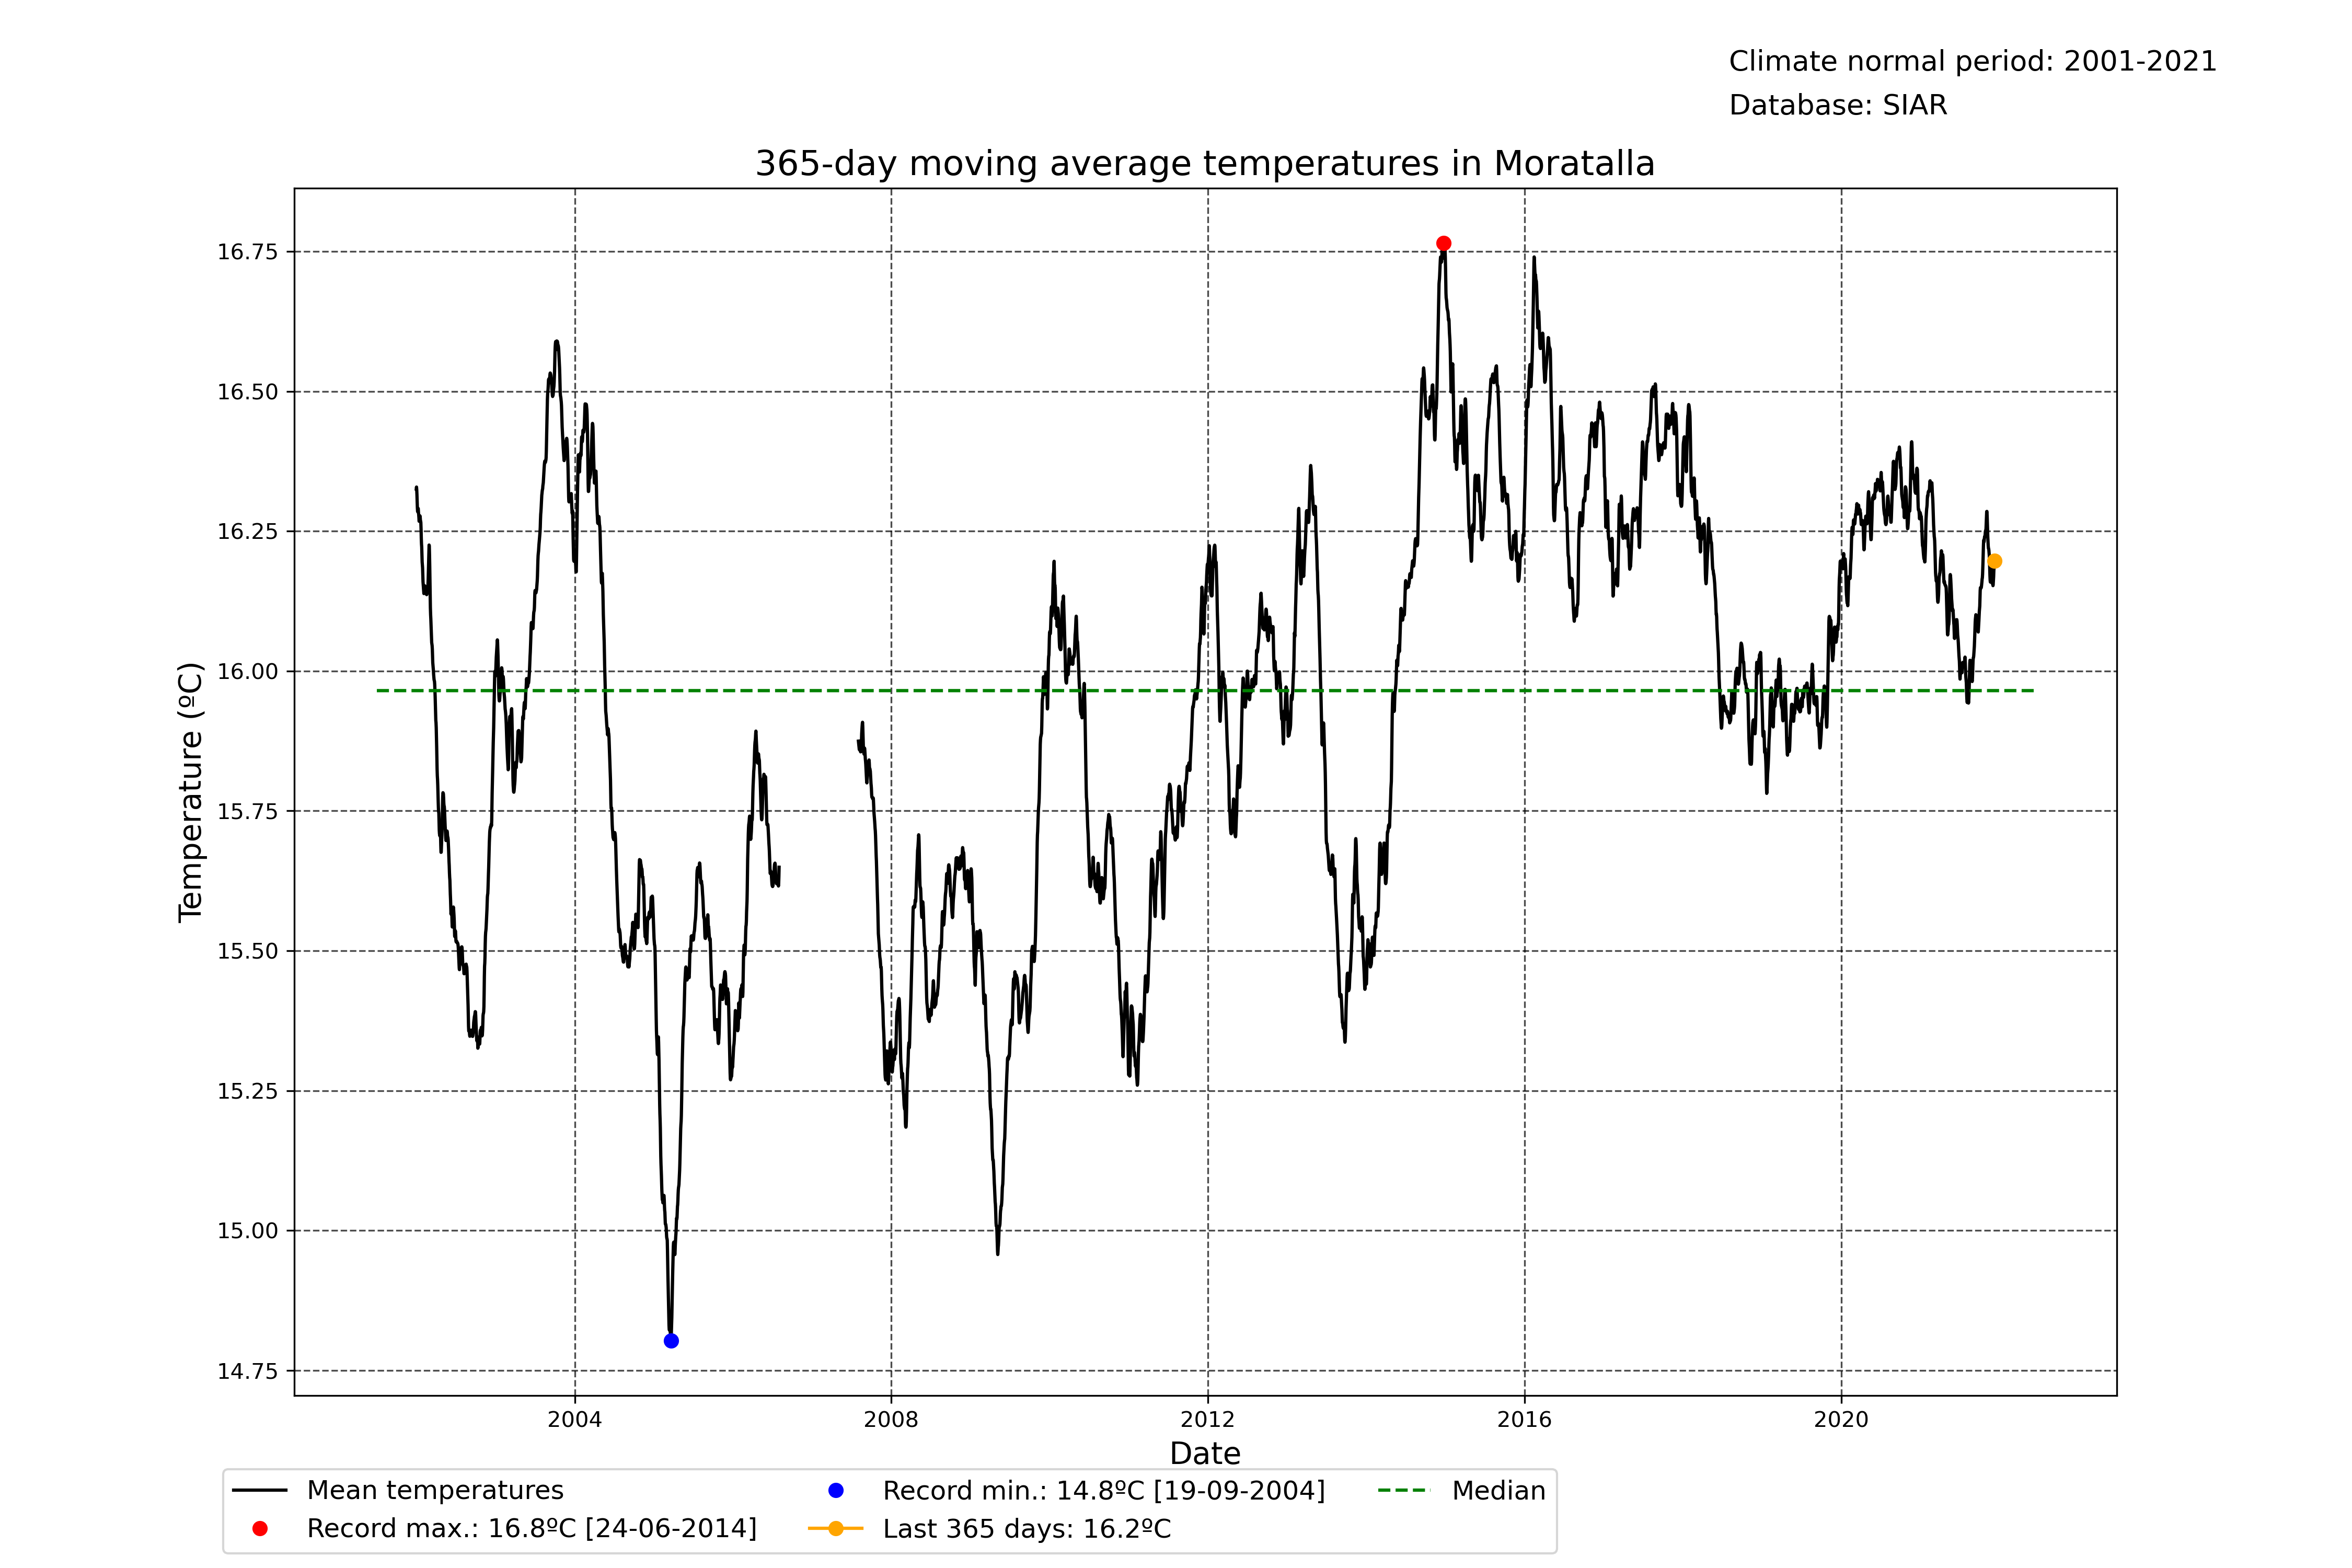 Climate normal period: 2001-2021
Database: SIAR
365-day moving average temperatures in Moratalla
16.75
16.50
16.25
16.00
15.75
15.50
15.25
15.00
14.75
Temperature (ºC)
2004 2008 2012 2016 2020
Date
Mean temperatures
Record max.: 16.8ºC [24-06-2014]
Record min.: 14.8ºC [19-09-2004]
Last 365 days: 16.2ºC
Median